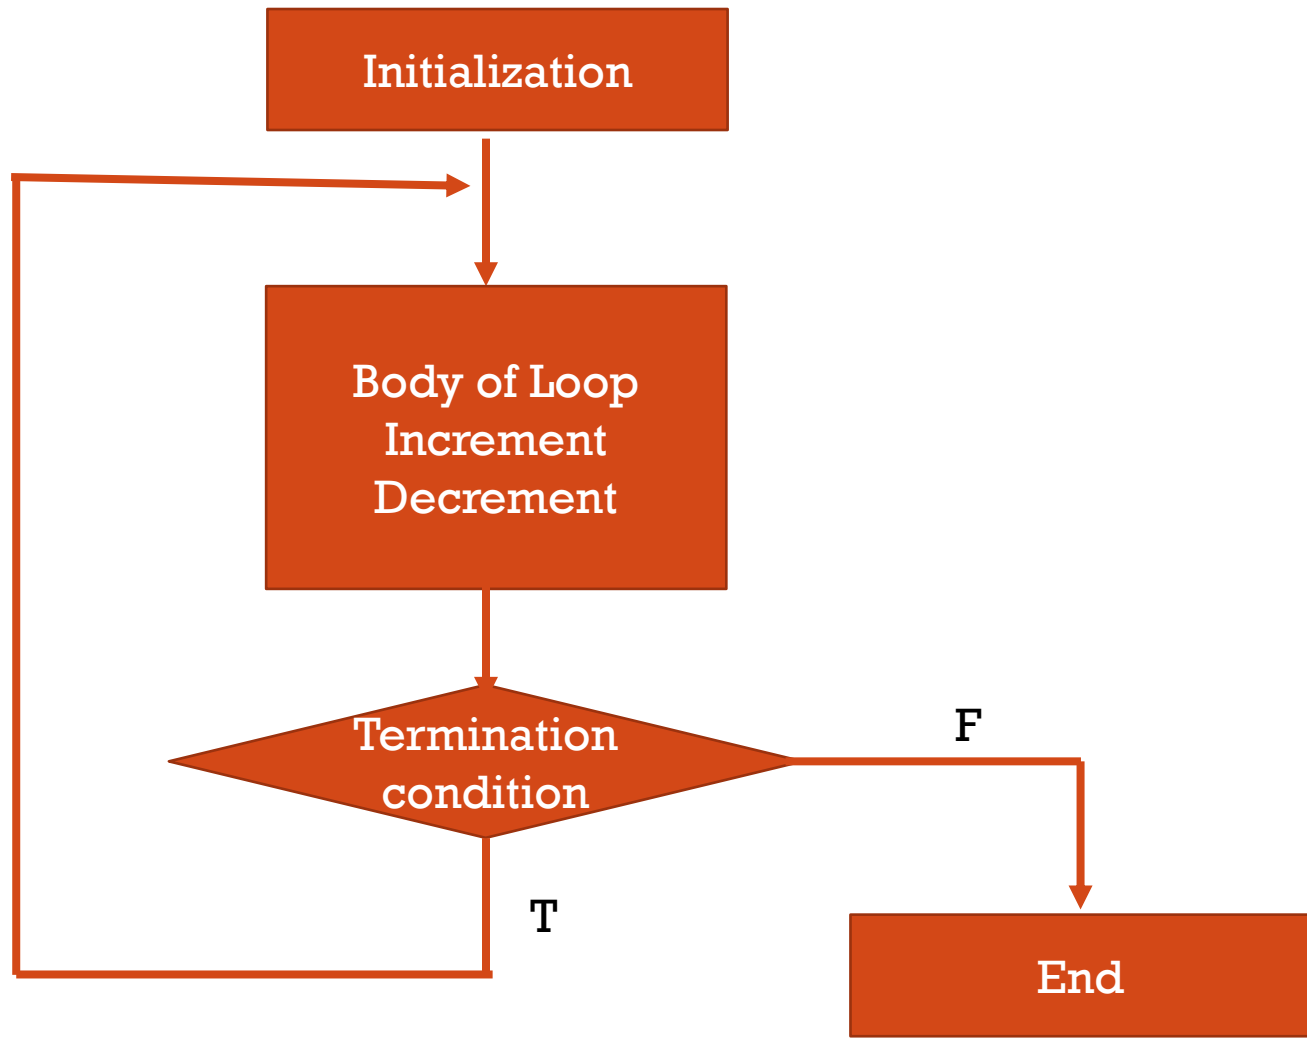 Initialization
Body of Loop
Increment
Decrement
Termination
condition
F
T
End